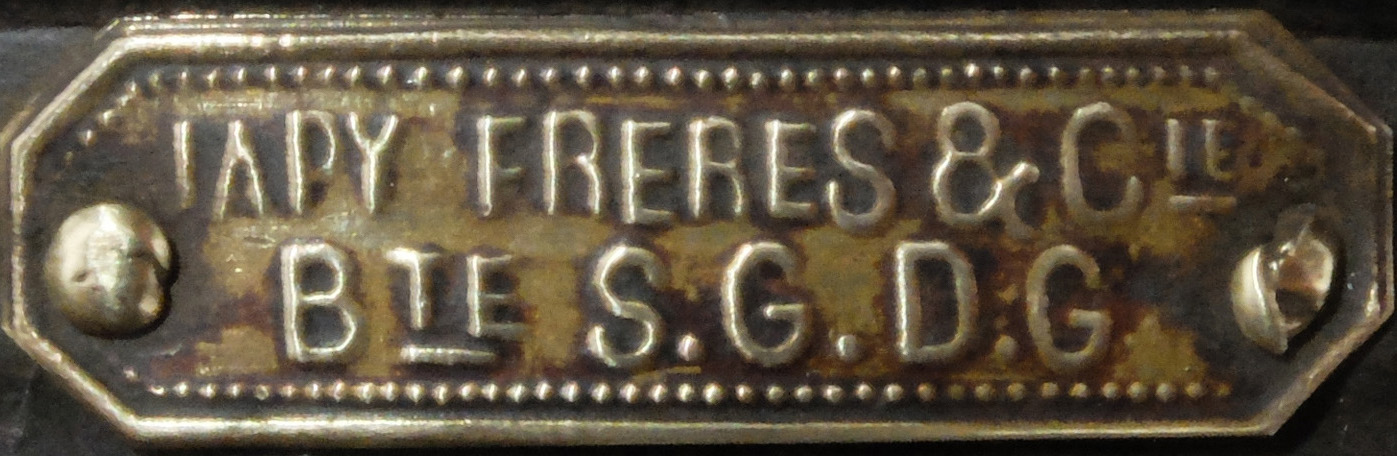 JAPY FRERES & CIE
BTE S.G.D.G